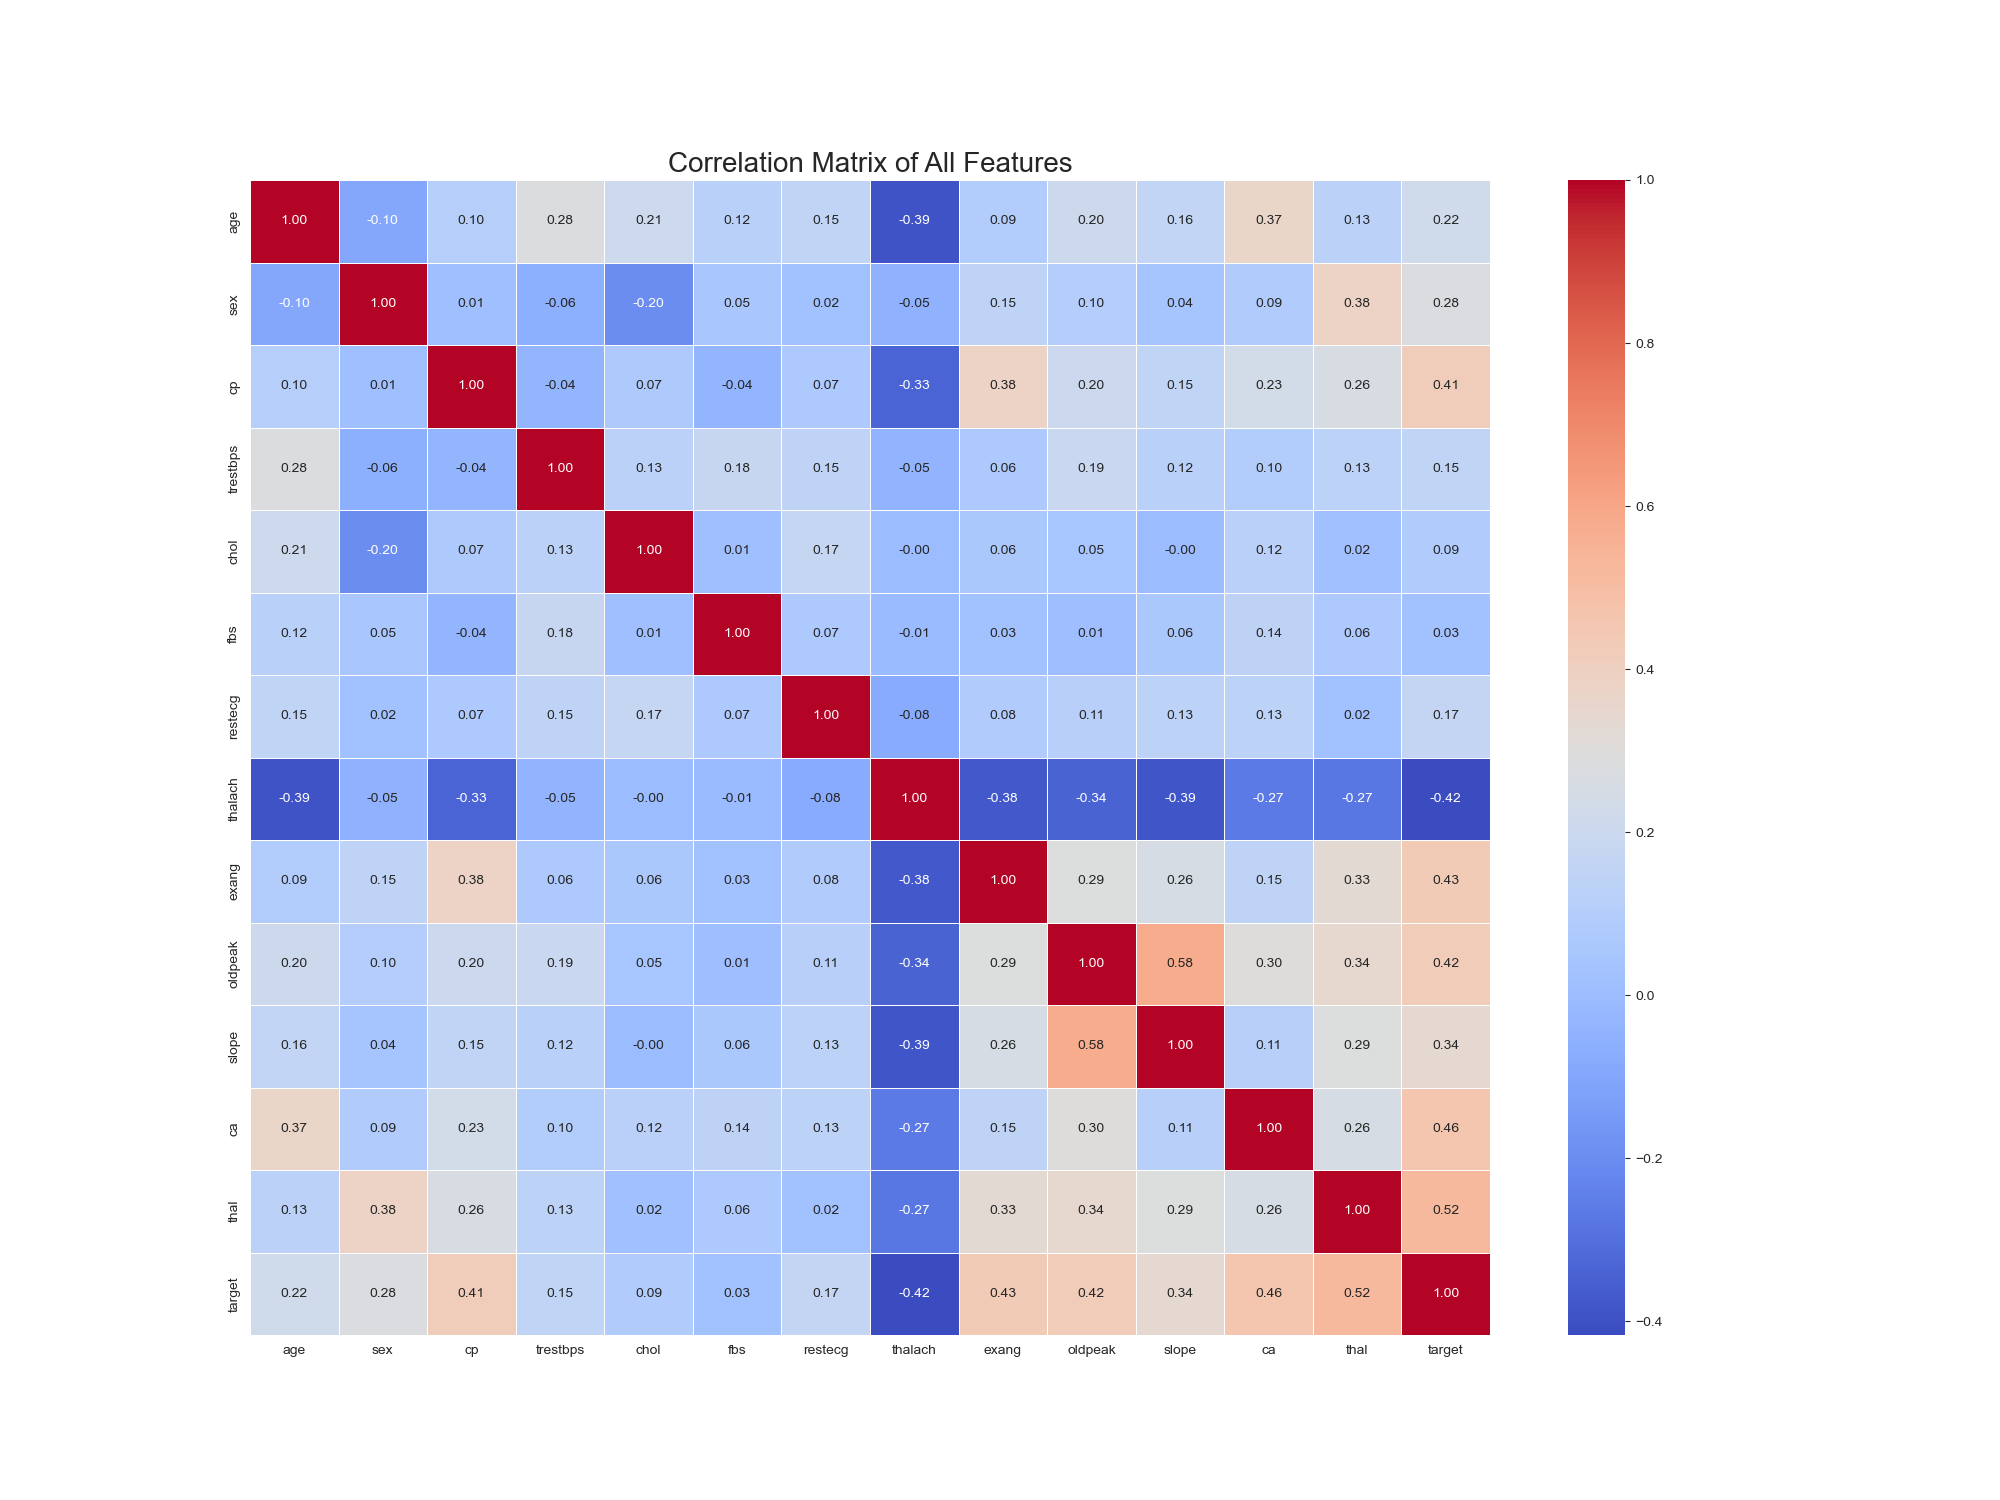 Correlation Matrix of All Features
age 1.00 -0.10 0.10 0.28 0.21 0.12 0.15 -0.39 0.09 0.20 0.16 0.37 0.13 0.22
sex -0.10 1.00 0.01 -0.06 -0.20 0.05 0.02 -0.05 0.15 0.10 0.04 0.09 0.38 0.28
cp 0.10 0.01 1.00 -0.04 0.07 -0.04 0.07 -0.33 0.38 0.20 0.15 0.23 0.26 0.41
trestbps 0.28 -0.06 -0.04 1.00 0.13 0.18 0.15 -0.05 0.06 0.19 0.12 0.10 0.13 0.15
chol 0.21 -0.20 0.07 0.13 1.00 0.01 0.17 -0.00 0.06 0.05 -0.00 0.12 0.02 0.09
fbs 0.12 0.05 -0.04 0.18 0.01 1.00 0.07 -0.01 0.03 0.01 0.06 0.14 0.06 0.03
restecg 0.15 0.02 0.07 0.15 0.17 0.07 1.00 -0.08 0.08 0.11 0.13 0.13 0.02 0.17
thalach -0.39 -0.05 -0.33 -0.05 -0.00 -0.01 -0.08 1.00 -0.38 -0.34 -0.39 -0.27 -0.27 -0.42
exang 0.09 0.15 0.38 0.06 0.06 0.03 0.08 -0.38 1.00 0.29 0.26 0.15 0.33 0.43
oldpeak 0.20 0.10 0.20 0.19 0.05 0.01 0.11 -0.34 0.29 1.00 0.58 0.30 0.34 0.42
slope 0.16 0.04 0.15 0.12 -0.00 0.06 0.13 -0.39 0.26 0.58 1.00 0.11 0.29 0.34
ca 0.37 0.09 0.23 0.10 0.12 0.14 0.13 -0.27 0.15 0.30 0.11 1.00 0.26 0.46
thal 0.13 0.38 0.26 0.13 0.02 0.06 0.02 -0.27 0.33 0.34 0.29 0.26 1.00 0.52
target 0.22 0.28 0.41 0.15 0.09 0.03 0.17 -0.42 0.43 0.42 0.34 0.46 0.52 1.00
age sex cp trestbps chol fbs restecg thalach exang oldpeak slope ca thal target
1.0
0.8
0.6
0.4
0.2
0.0
−0.2
−0.4